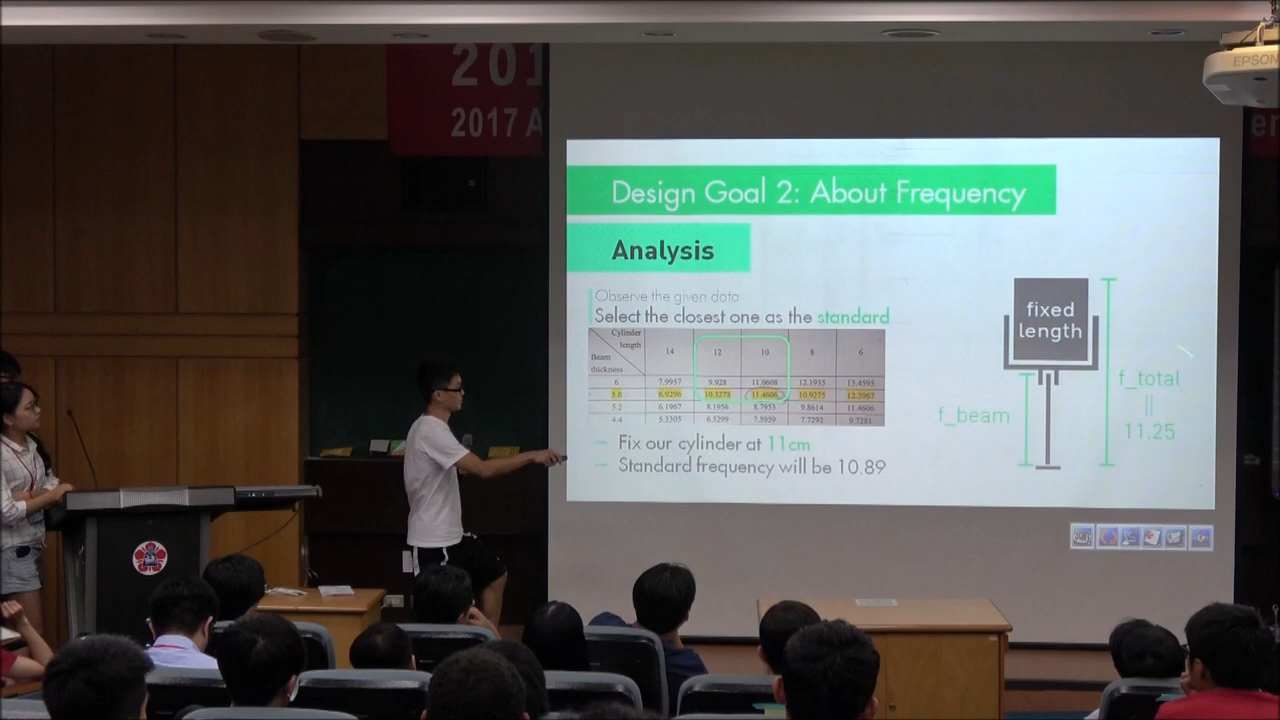 201
2017 A
EPSON
er
Design Goal 2: About Frequency
Analysis
Observe the given data
Select the closest one as the standard
Cylinder length
Beam thickness
14 12 10 8 6
6 7.9957 9.928 11.0608 12.1935 13.4595
5.6 6.9296 10.3278 11.4606 10.9275 12.3967
5.2 6.1967 8.1956 8.7953 9.8614 11.4606
4.4 5.3305 6.5299 7.5959 7.7292 9.7281
→ Fix our cylinder at 11cm
→ Standard frequency will be 10.89
fixed
length
f_beam
f_total
||
11.25